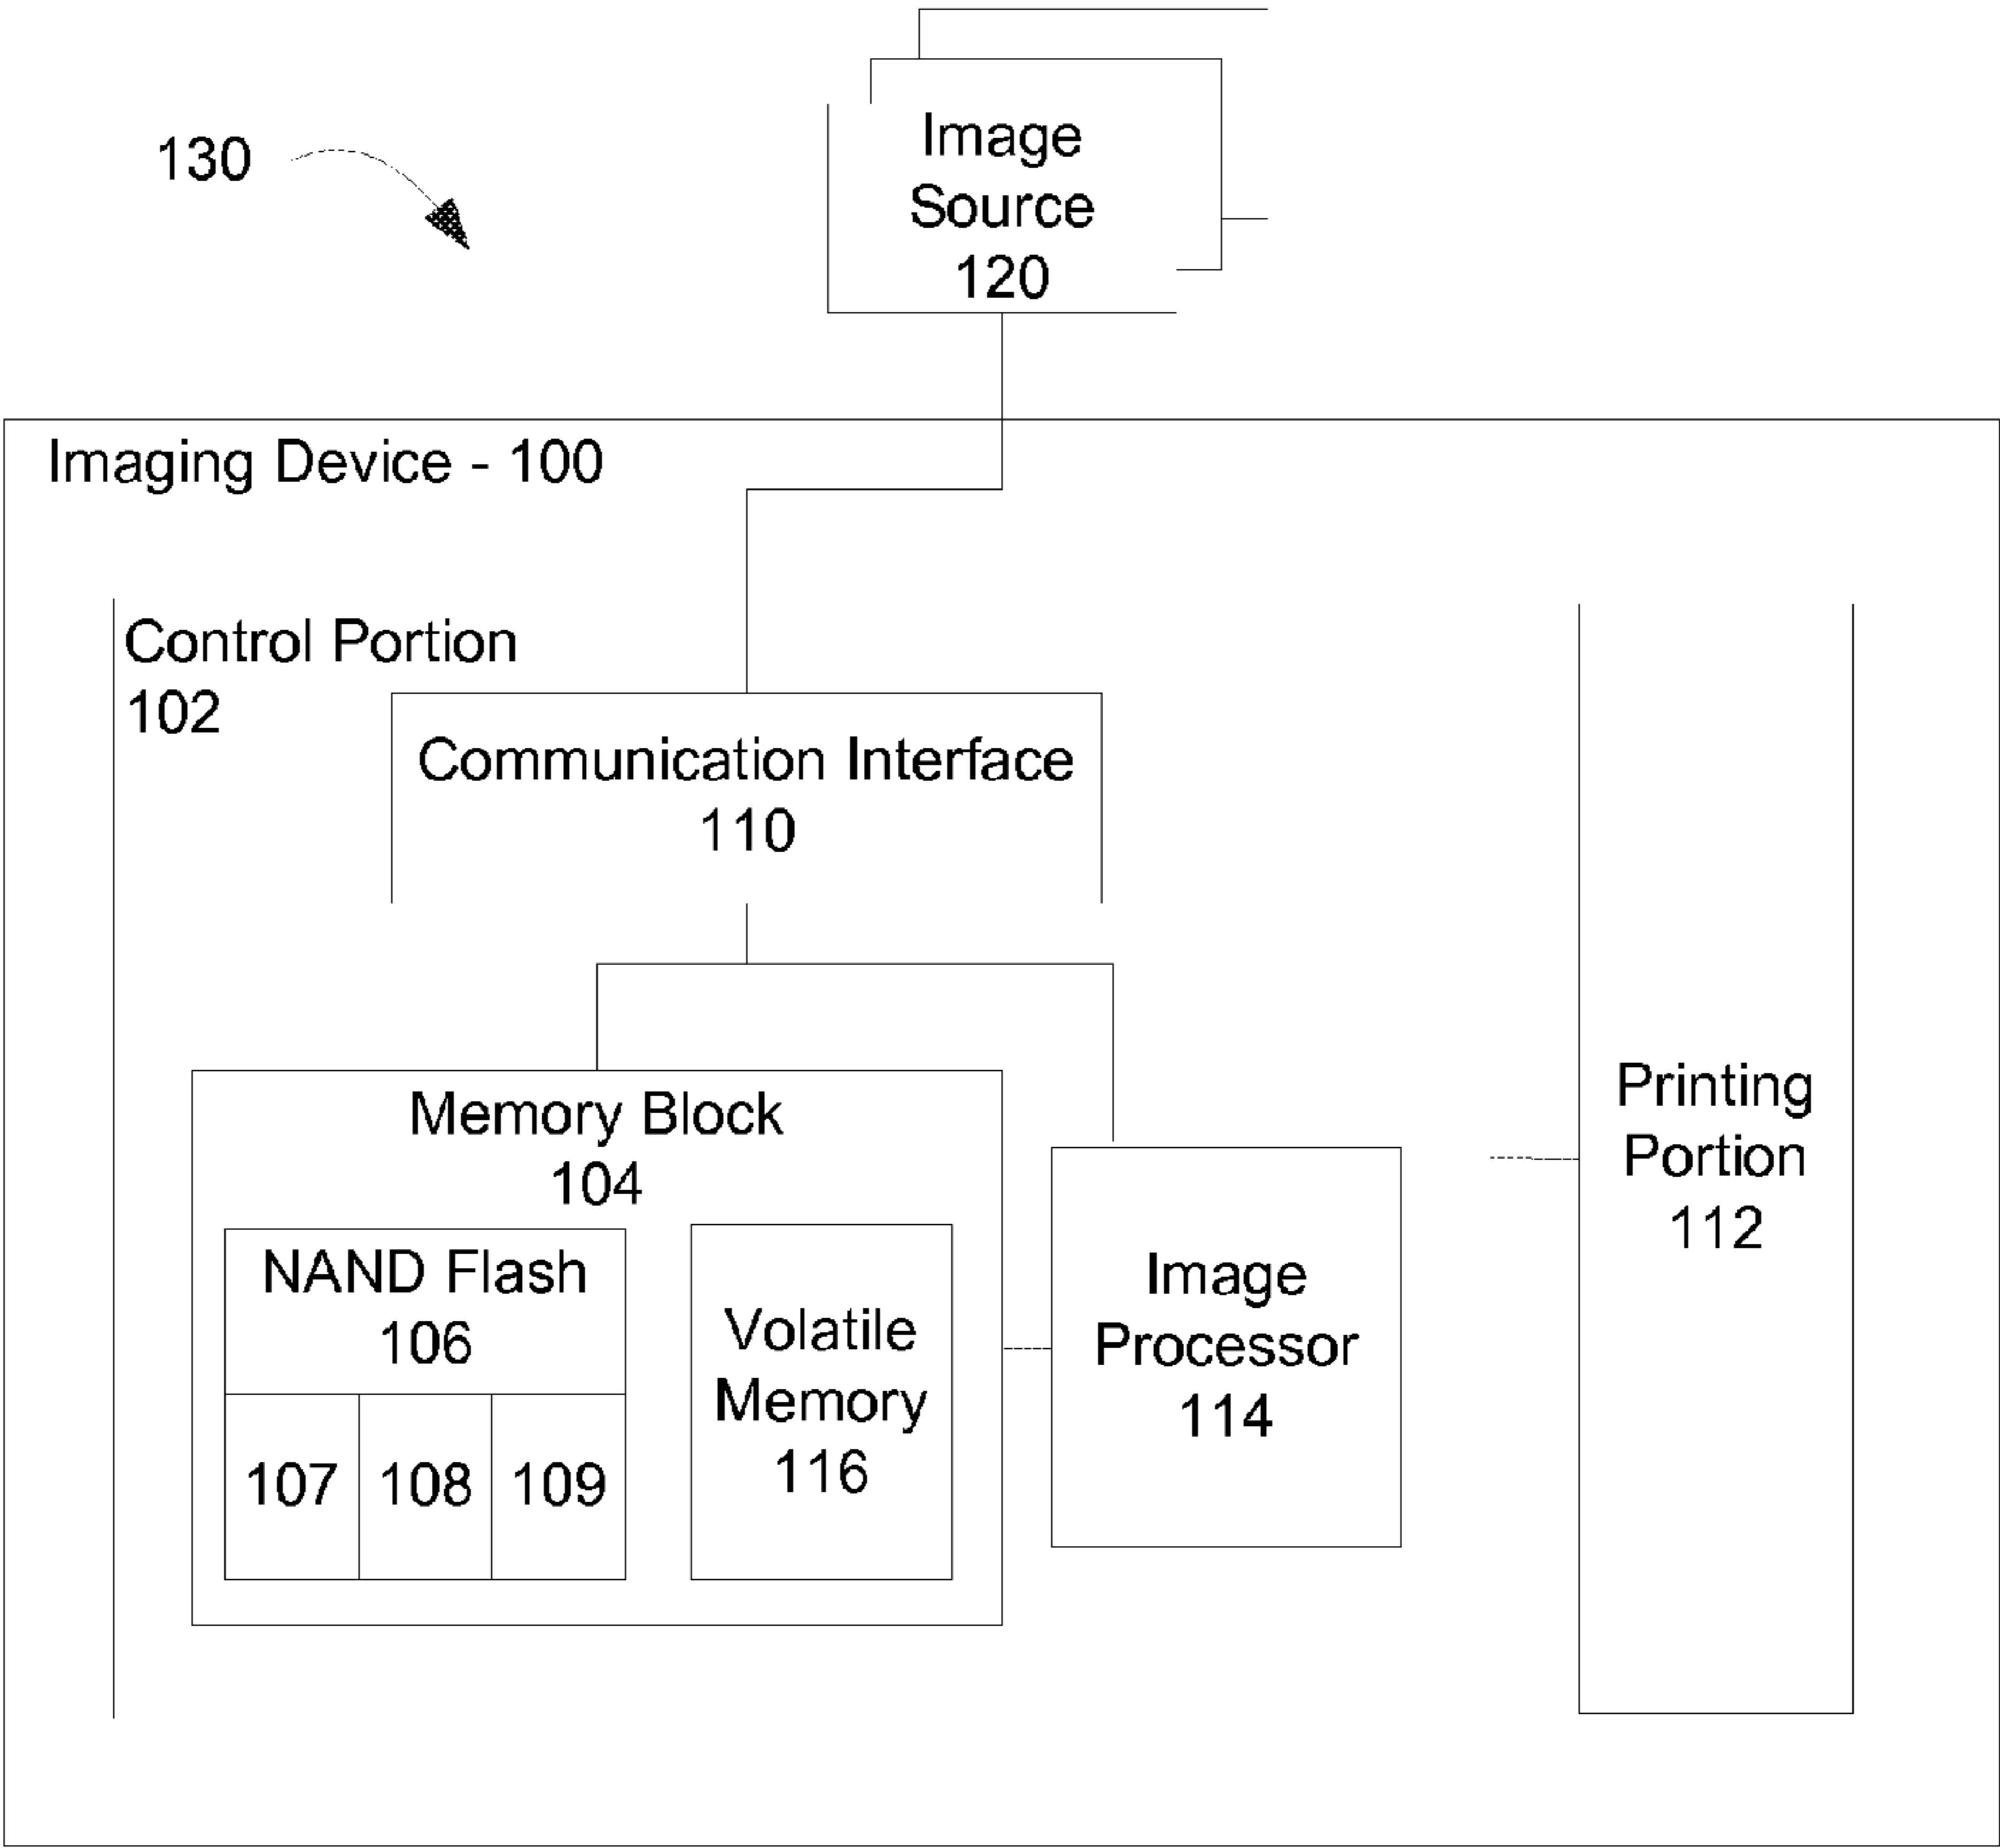 130
Image
Source
120
Imaging Device - 100
Control Portion
102
Communication Interface
110
Memory Block
104
NAND Flash
106
107 108 109
Volatile
Memory
116
Image
Processor
114
Printing
Portion
112